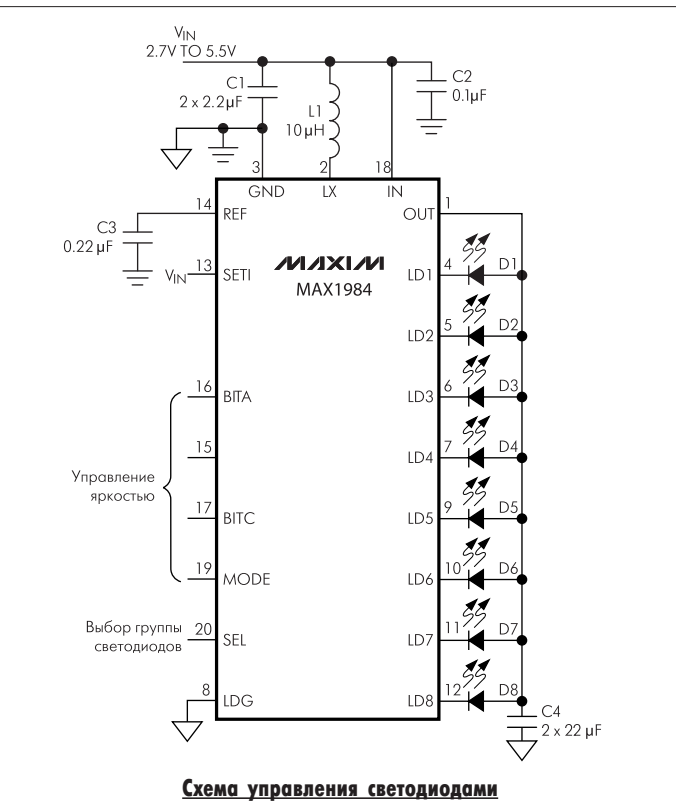 VIN
2.7V TO 5.5V
C1
2 x 2.2µF
L1
10µH
C2
0.1µF
3
2
18
GND
LX
IN
14
REF
OUT
1
C3
0.22µF
VIN
13
SETI
MAXIM
MAX1984
LD1
4
D1
LD2
5
D2
16
BITA
LD3
6
D3
15
LD4
7
D4
Управление
яркостью
17
BITC
LD5
9
D5
19
MODE
LD6
10
D6
Выбор группы
светодиодов
20
SEL
LD7
11
D7
8
LDG
LD8
12
D8
C4
2 x 22 µF
Схема управления светодиодами